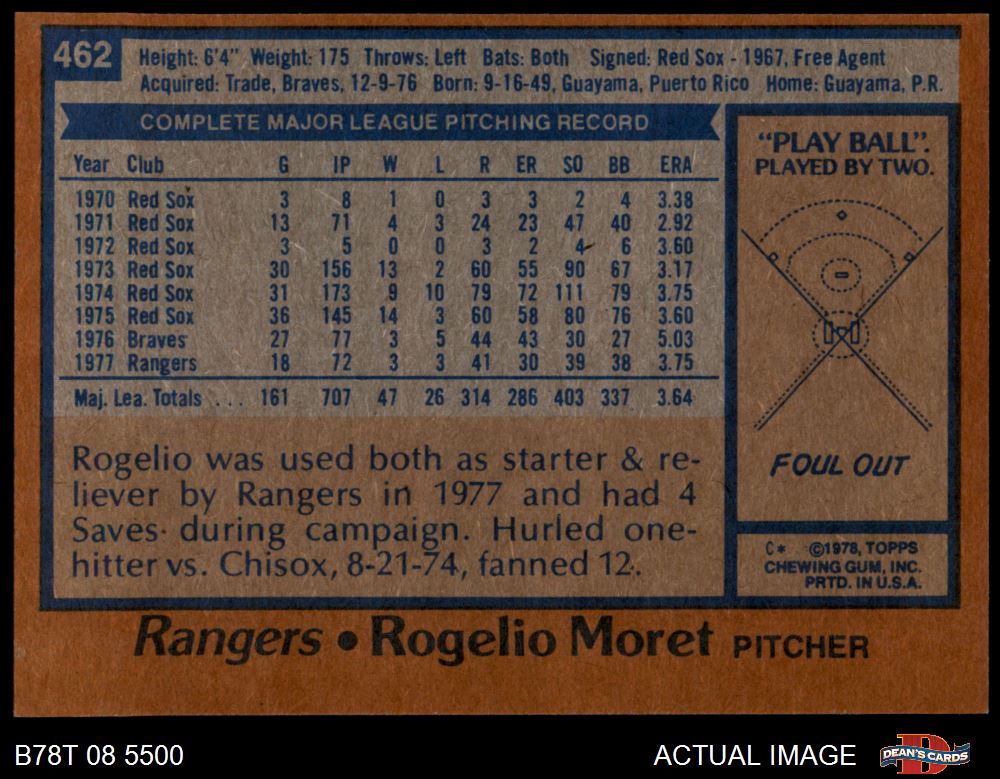 462
Height: 6'4" Weight: 175 Throws: Left Bats: Both Signed: Red Sox - 1967, Free Agent
Acquired: Trade, Braves, 12-9-76 Born: 9-16-49, Guayama, Puerto Rico Home: Guayama, P.R.
COMPLETE MAJOR LEAGUE PITCHING RECORD
Year Club G IP W L R ER SO BB ERA
1970 Red Sox 3 8 1 0 3 3 2 4 3.38
1971 Red Sox 13 71 4 3 24 23 47 40 2.92
1972 Red Sox 3 5 0 0 3 2 4 6 3.60
1973 Red Sox 30 156 13 2 60 55 90 67 3.17
1974 Red Sox 31 173 9 10 79 72 111 79 3.75
1975 Red Sox 36 145 14 3 60 58 80 76 3.60
1976 Braves 27 77 3 5 44 43 30 27 5.03
1977 Rangers 18 72 3 3 41 30 39 38 3.75
Maj. Lea. Totals ... 161 707 47 26 314 286 403 337 3.64
Rogelio was used both as starter & re-
liever by Rangers in 1977 and had 4
Saves during campaign. Hurled one-
hitter vs. Chisox, 8-21-74, fanned 12.
"PLAY BALL".
PLAYED BY TWO.
FOUL OUT
C* ©1978, TOPPS
CHEWING GUM, INC.
PRTD. IN U.S.A.
Rangers • Rogelio Moret PITCHER
B78T 08 5500
ACTUAL IMAGE
DEAN'S CARDS